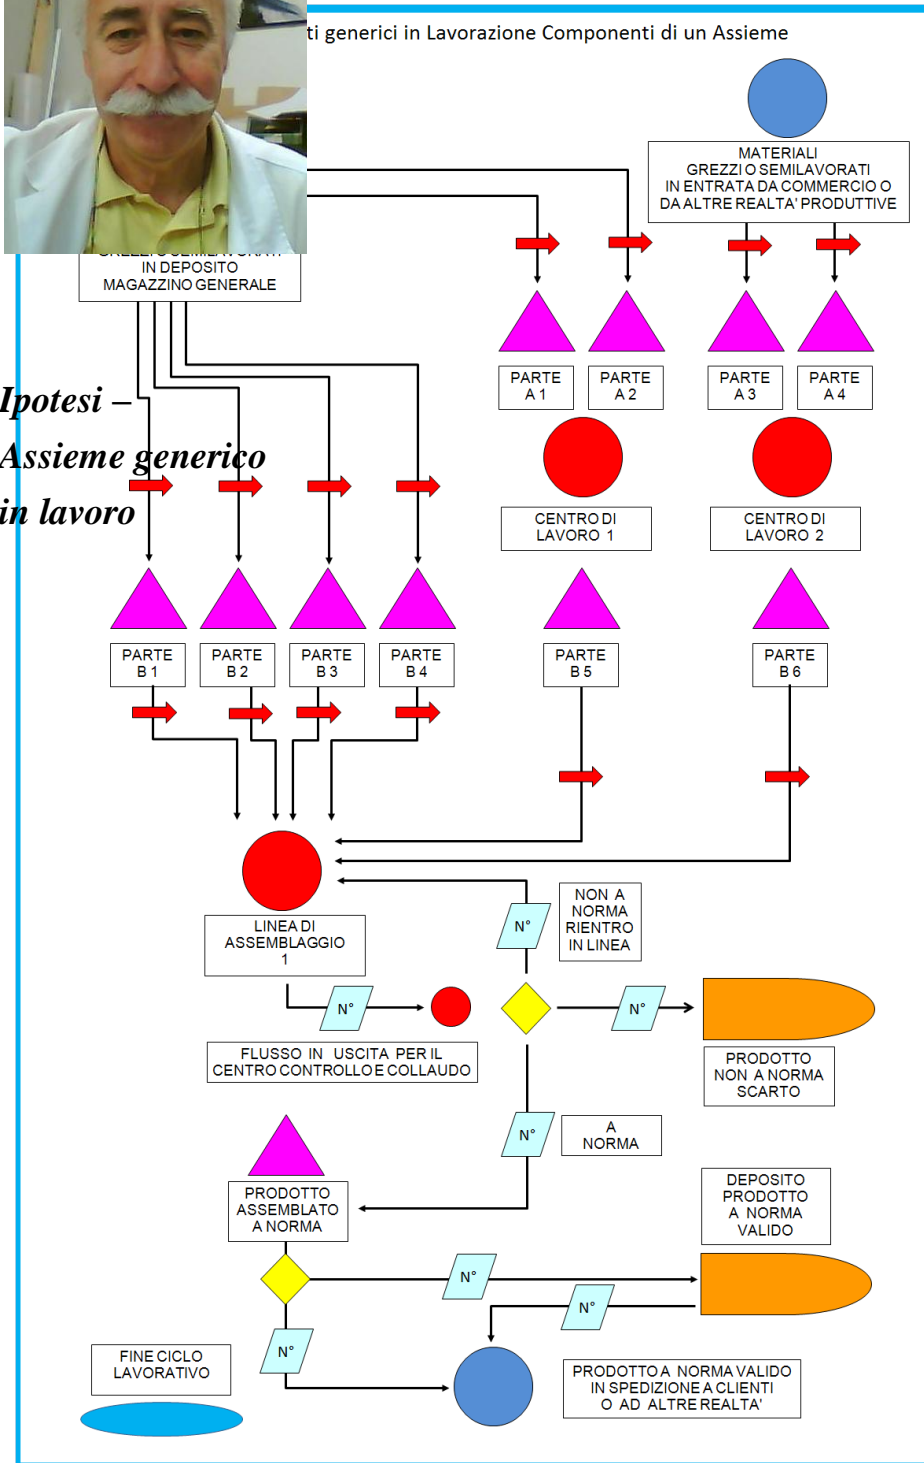 ti generici in Lavorazione Componenti di un Assieme
MATERIALI
GREZZI O SEMILAVORATI
IN ENTRATA DA COMMERCIO O
DA ALTRE REALTA' PRODUTTIVE
GREZZI O SEMILAVORATI
IN DEPOSITO
MAGAZZINO GENERALE
PARTE
A 1
PARTE
A 2
PARTE
A 3
PARTE
A 4
Ipotesi –
Assieme generico
in lavoro
CENTRO DI
LAVORO 1
CENTRO DI
LAVORO 2
PARTE
B 1
PARTE
B 2
PARTE
B 3
PARTE
B 4
PARTE
B 5
PARTE
B 6
LINEA DI
ASSEMBLAGGIO
1
N°
NON A
NORMA
RIENTRO
IN LINEA
N°
N°
FLUSSO IN USCITA PER IL
CENTRO CONTROLLO E COLLAUDO
PRODOTTO
NON A NORMA
SCARTO
N°
A
NORMA
PRODOTTO
ASSEMBLATO
A NORMA
DEPOSITO
PRODOTTO
A NORMA
VALIDO
N°
N°
N°
FINE CICLO
LAVORATIVO
PRODOTTO A NORMA VALIDO
IN SPEDIZIONE A CLIENTI
O AD ALTRE REALTA'